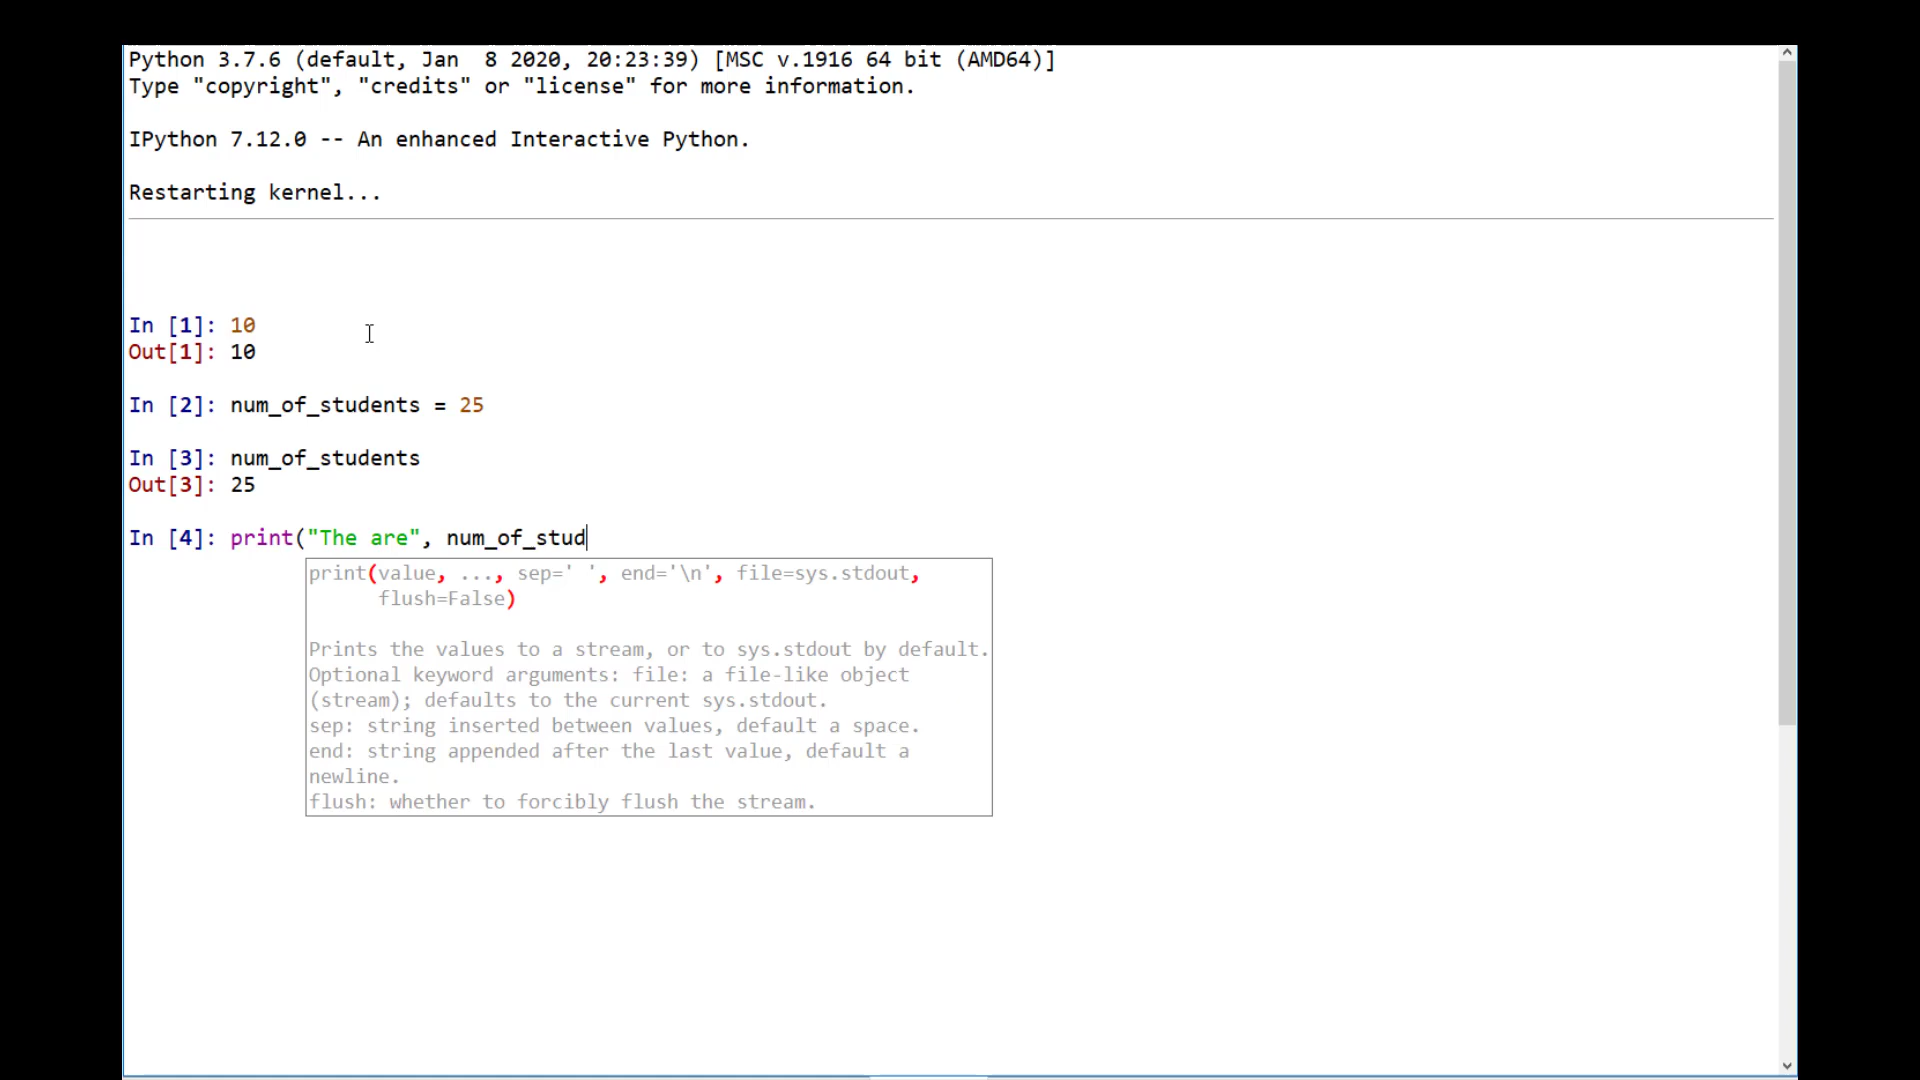 Python 3.7.6 (default, Jan  8 2020, 20:23:39) [MSC v.1916 64 bit (AMD64)]
Type "copyright", "credits" or "license" for more information.
IPython 7.12.0 -- An enhanced Interactive Python.
Restarting kernel...
In [1]: 10
Out[1]: 10
In [2]: num_of_students = 25
In [3]: num_of_students
Out[3]: 25
In [4]: print("The are", num_of_stud
print(value, ..., sep=' ', end='\n', file=sys.stdout,
flush=False)
Prints the values to a stream, or to sys.stdout by default.
Optional keyword arguments: file: a file-like object
(stream); defaults to the current sys.stdout.
sep: string inserted between values, default a space.
end: string appended after the last value, default a
newline.
flush: whether to forcibly flush the stream.